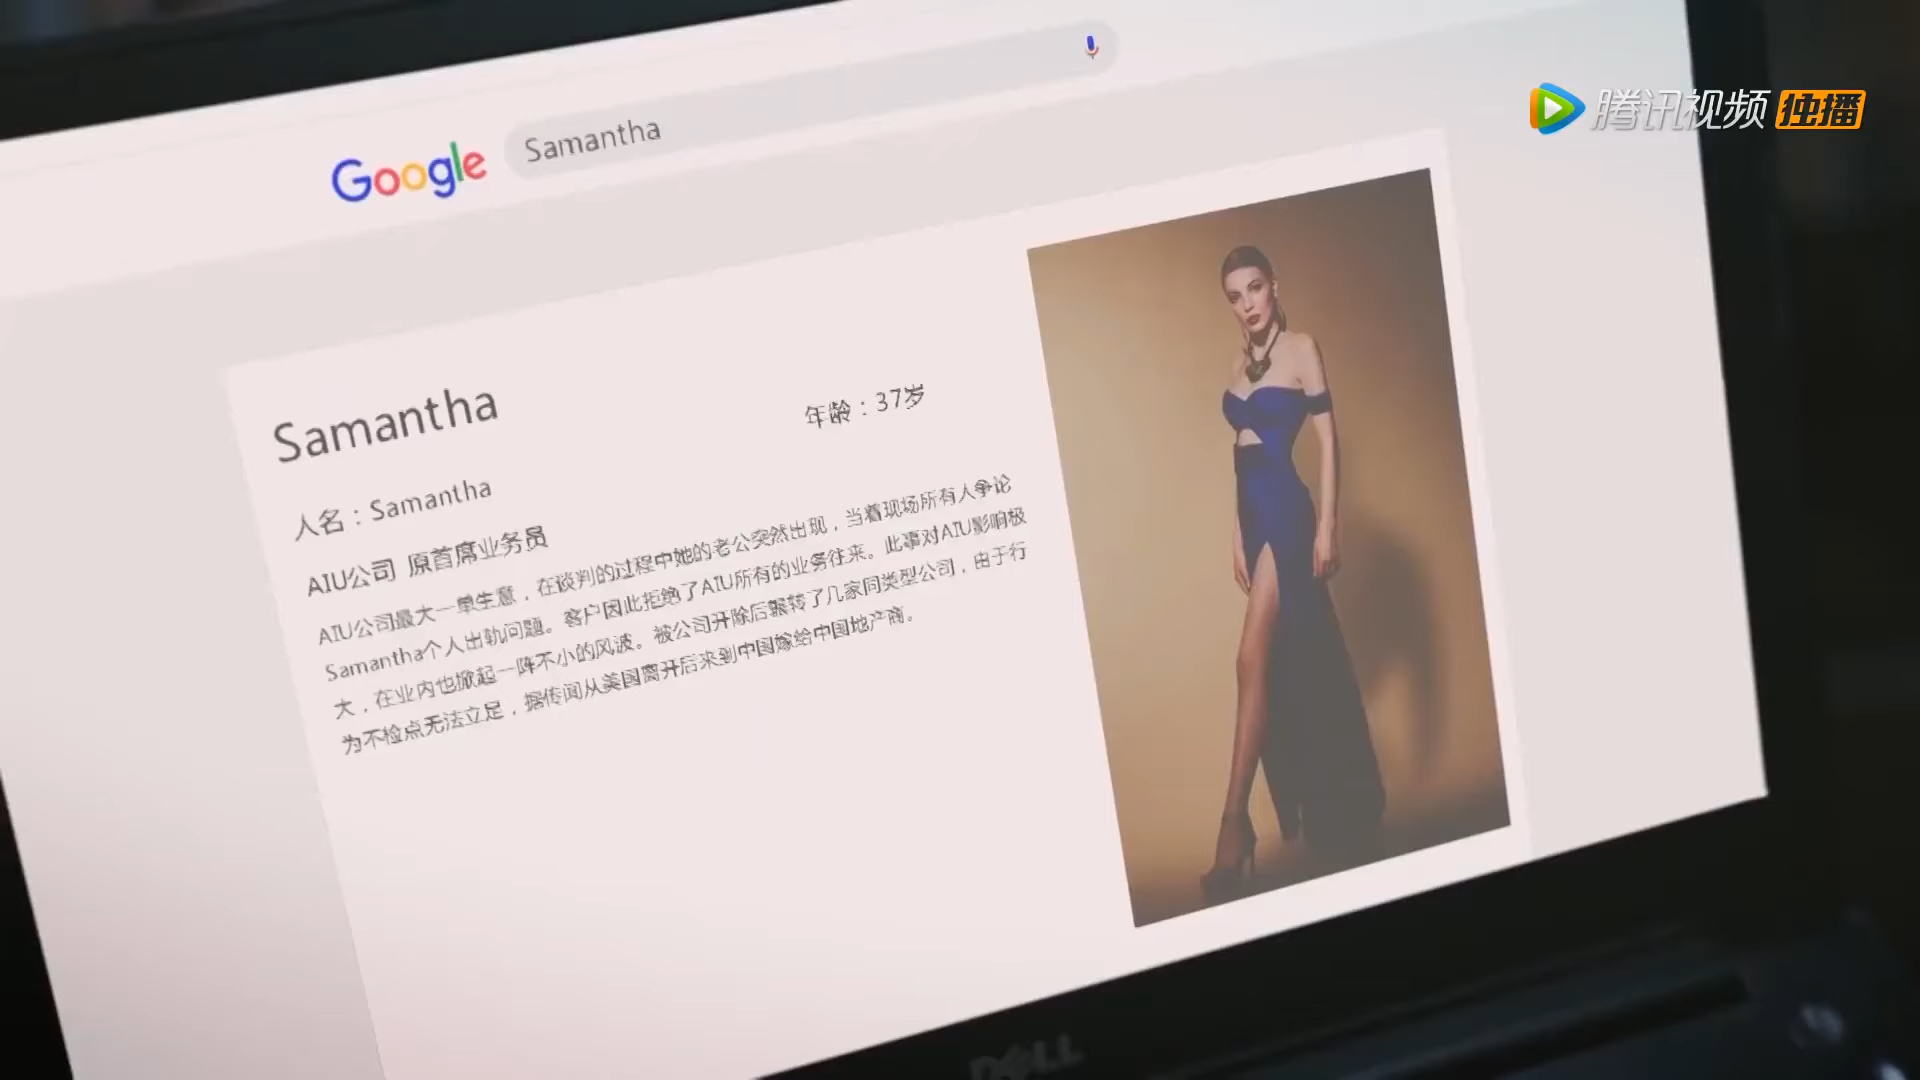 腾讯视频 独播
Google Samantha
Samantha
年龄：37岁
人名：Samantha
AIU公司 原首席业务员
AIU公司最大一单生意，在谈判的过程中她的老公突然出现，当着现场所有人争论
Samantha个人出轨问题。客户因此拒绝了AIU所有的业务往来。此事对AIU影响极
大，在业内也掀起一阵不小的风波。被公司开除后辗转了几家同类型公司，由于行
为不检点无法立足，据传闻从美国离开后来到中国嫁给中国地产商。
DELL